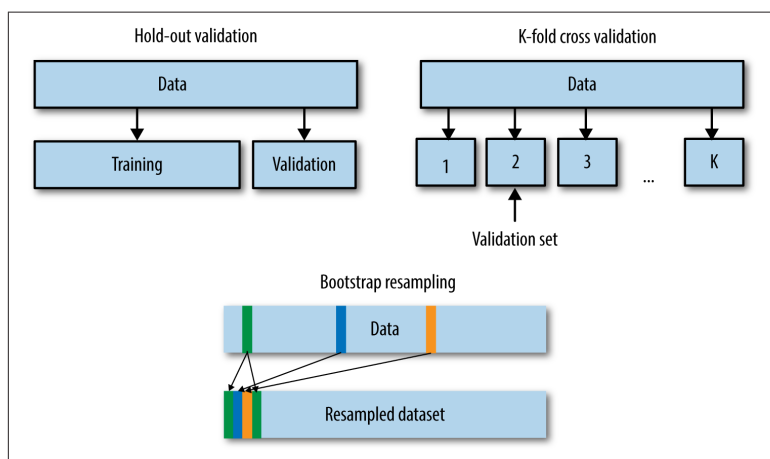 Hold-out validation
Data
Training
Validation
K-fold cross validation
Data
1
2
3
...
K
Validation set
Bootstrap resampling
Data
Resampled dataset